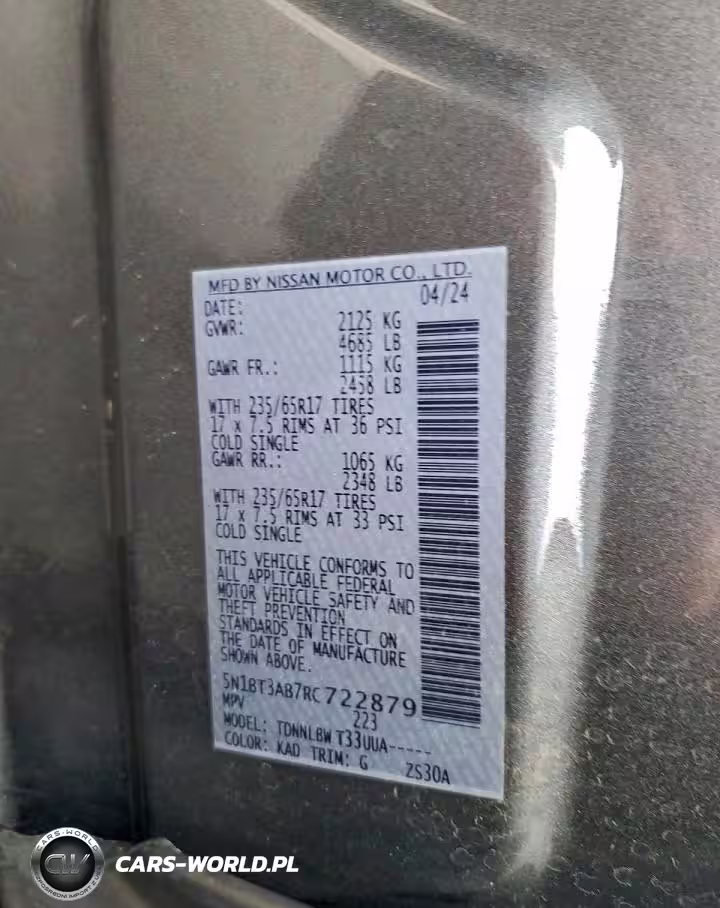 MFD BY NISSAN MOTOR CO., LTD.
DATE: 04/24
GVWR: 2125 KG
4685 LB
GAWR FR.: 1115 KG
2458 LB
WITH 235/65R17 TIRES
17 x 7.5 RIMS AT 36 PSI
COLD SINGLE
GAWR RR.: 1065 KG
2348 LB
WITH 235/65R17 TIRES
17 x 7.5 RIMS AT 33 PSI
COLD SINGLE
THIS VEHICLE CONFORMS TO
ALL APPLICABLE FEDERAL
MOTOR VEHICLE SAFETY AND
THEFT PREVENTION
STANDARDS IN EFFECT ON
THE DATE OF MANUFACTURE
SHOWN ABOVE.
5N1BT3AB7RC722879
MPV 223
MODEL: TDNNLBW T33UUA-----
COLOR: KAD TRIM: G ZS30A
CARS-WORLD
CW
CARS-WORLD.PL